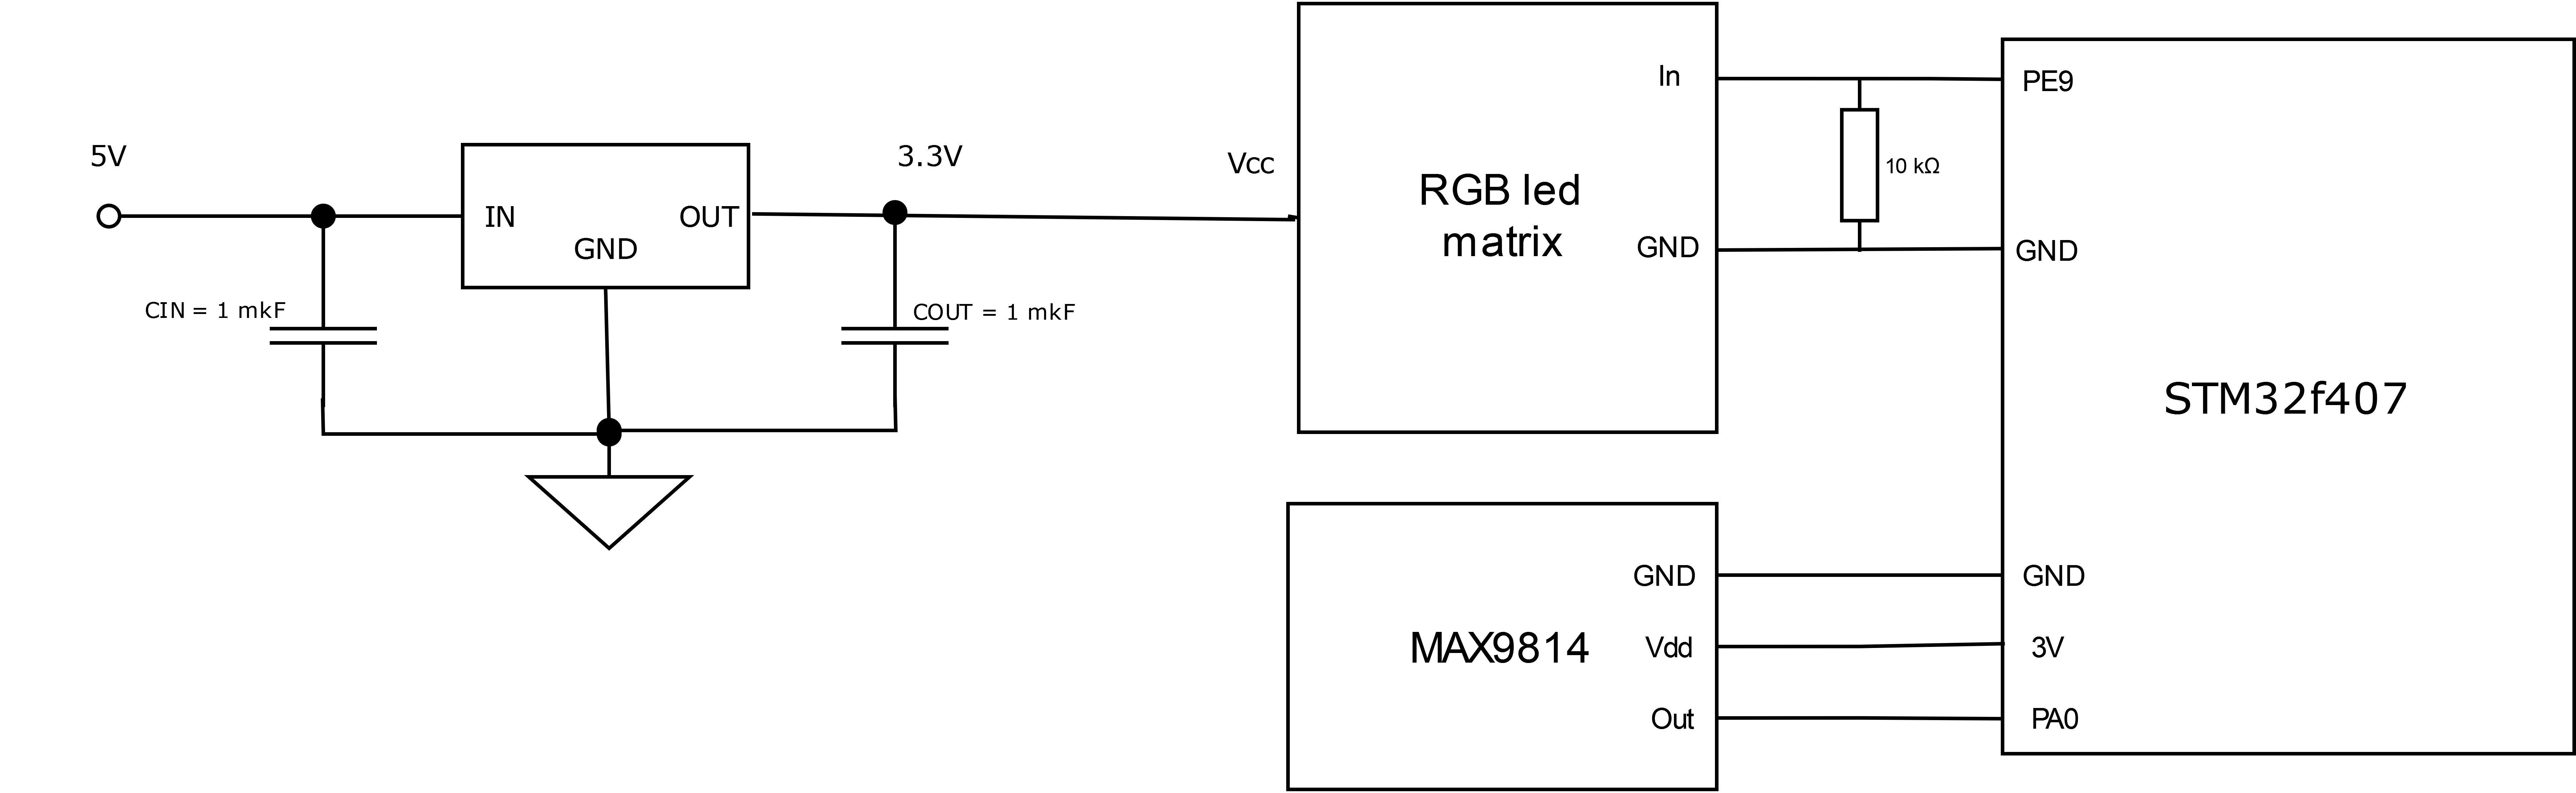 5V
IN
OUT
GND
3.3V
CIN = 1 mkF
COUT = 1 mkF
Vcc
In
RGB led
matrix
GND
10 kΩ
PE9
GND
STM32f407
MAX9814
GND
Vdd
Out
GND
3V
PA0